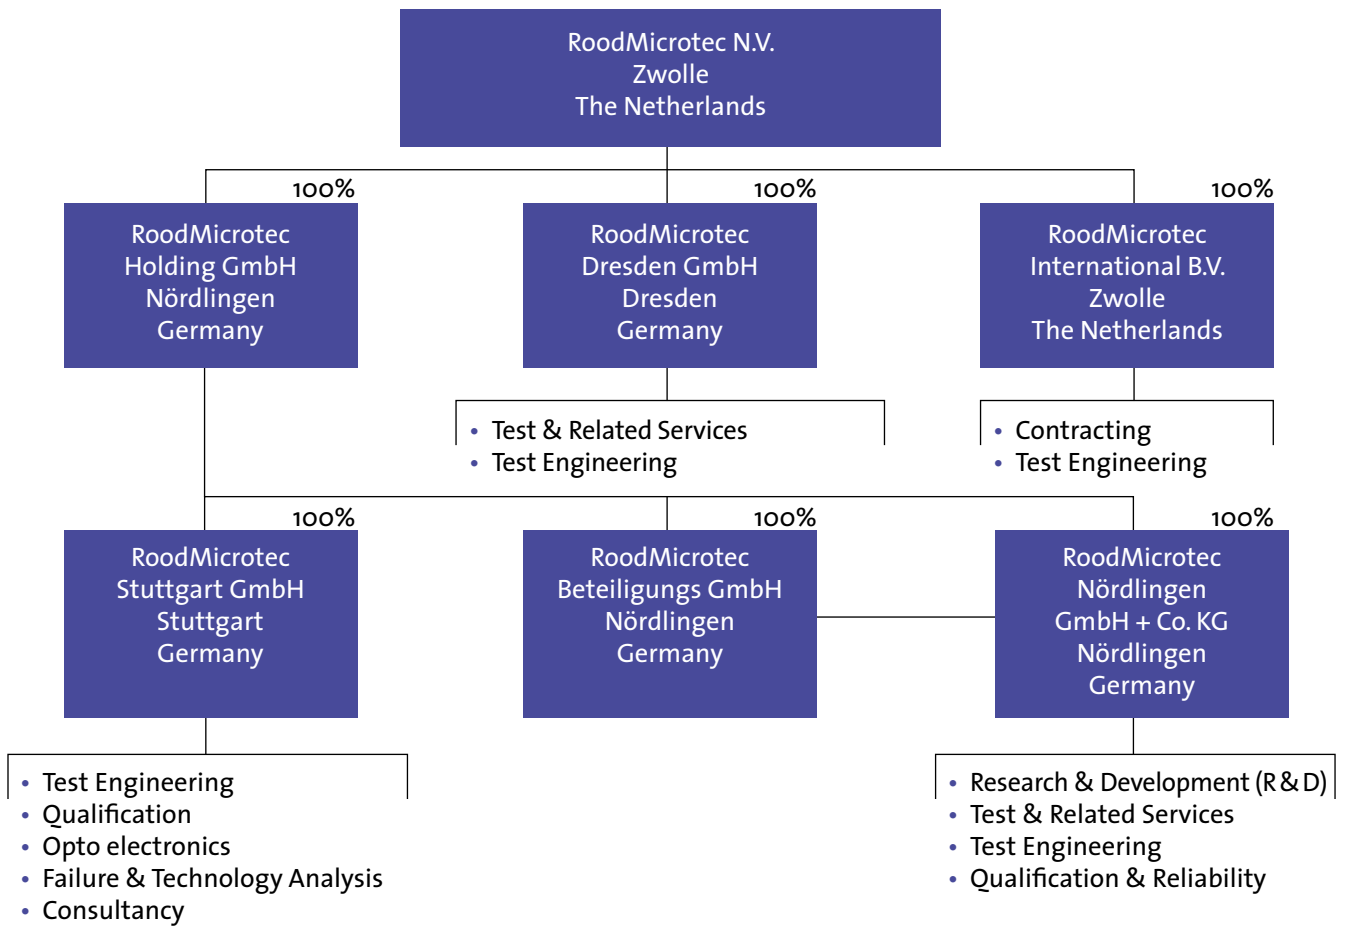 RoodMicrotec N.V.
Zwolle
The Netherlands
100%
100%
100%
RoodMicrotec
Holding GmbH
Nördlingen
Germany
RoodMicrotec
Dresden GmbH
Dresden
Germany
RoodMicrotec
International B.V.
Zwolle
The Netherlands
• Test & Related Services
• Test Engineering
• Contracting
• Test Engineering
100%
100%
100%
RoodMicrotec
Stuttgart GmbH
Stuttgart
Germany
RoodMicrotec
Beteiligungs GmbH
Nördlingen
Germany
RoodMicrotec
Nördlingen
GmbH + Co. KG
Nördlingen
Germany
• Test Engineering
• Qualification
• Opto electronics
• Failure & Technology Analysis
• Consultancy
• Research & Development (R & D)
• Test & Related Services
• Test Engineering
• Qualification & Reliability